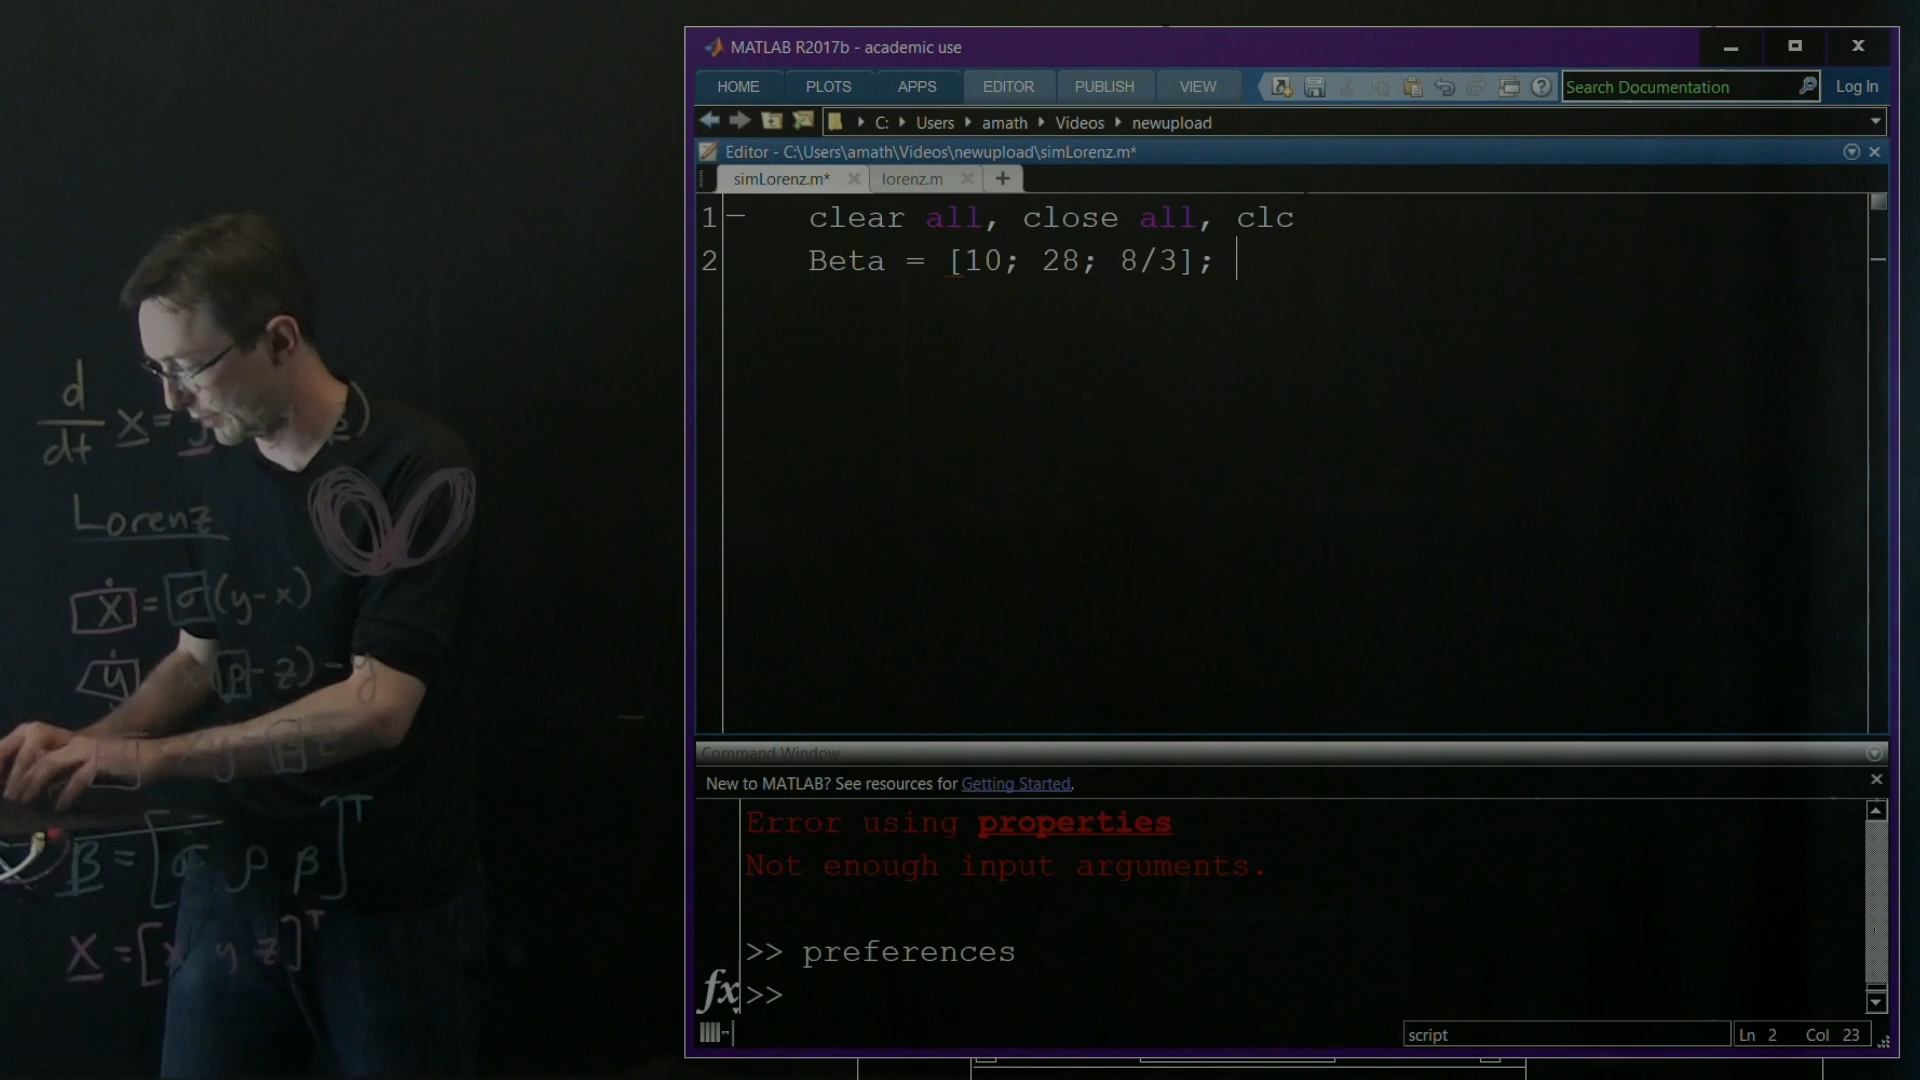 d/dt X =
Lorenz
ẋ = σ(y-x)
ẏ x(ρ-z)-y
xy-
B = [σ ρ β]ᵀ
X = [x y z]ᵀ
MATLAB R2017b - academic use
HOME PLOTS APPS EDITOR PUBLISH VIEW Search Documentation Log In
C: Users amath Videos newupload
Editor - C:\Users\amath\Videos\newupload\simLorenz.m*
simLorenz.m* lorenz.m +
1 clear all, close all, clc
2 Beta = [10; 28; 8/3];
Command Window
New to MATLAB? See resources for Getting Started.
Error using properties
Not enough input arguments.
>> preferences
fx >>
script Ln 2 Col 23